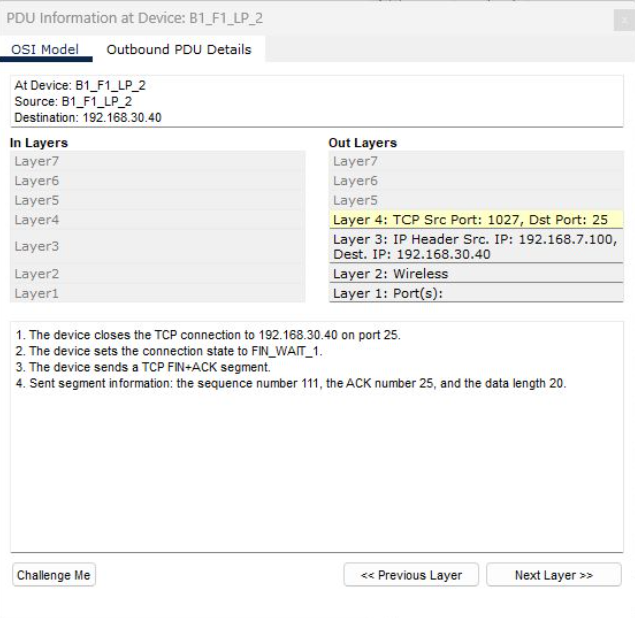 PDU Information at Device: B1_F1_LP_2
x
OSI Model Outbound PDU Details
At Device: B1_F1_LP_2
Source: B1_F1_LP_2
Destination: 192.168.30.40
In Layers
Layer7
Layer6
Layer5
Layer4
Layer3
Layer2
Layer1
Out Layers
Layer7
Layer6
Layer5
Layer 4: TCP Src Port: 1027, Dst Port: 25
Layer 3: IP Header Src. IP: 192.168.7.100,
Dest. IP: 192.168.30.40
Layer 2: Wireless
Layer 1: Port(s):
1. The device closes the TCP connection to 192.168.30.40 on port 25.
2. The device sets the connection state to FIN_WAIT_1.
3. The device sends a TCP FIN+ACK segment.
4. Sent segment information: the sequence number 111, the ACK number 25, and the data length 20.
Challenge Me
<< Previous Layer
Next Layer >>